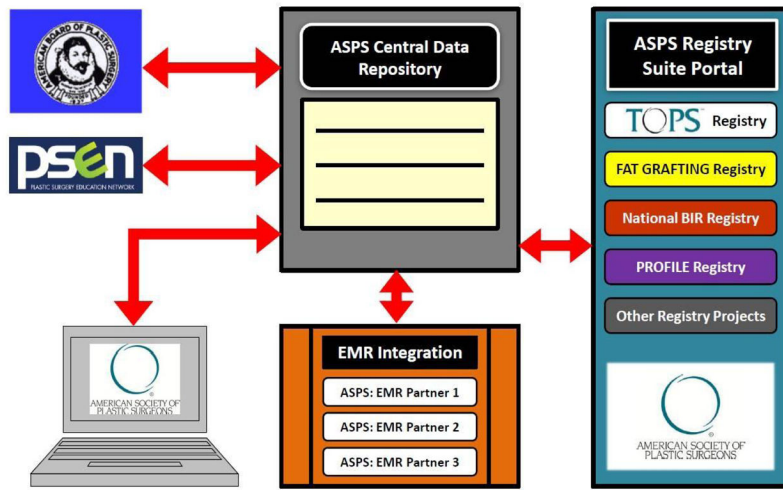 AMERICAN BOARD OF PLASTIC SURGERY
1937
PSEN
PLASTIC SURGERY EDUCATION NETWORK
ASPS Central Data
Repository
ASPS Registry
Suite Portal
TOPS™ Registry
FAT GRAFTING Registry
National BIR Registry
PROFILE Registry
Other Registry Projects
AMERICAN SOCIETY OF
PLASTIC SURGEONS
®
EMR Integration
ASPS: EMR Partner 1
ASPS: EMR Partner 2
ASPS: EMR Partner 3
AMERICAN SOCIETY OF
PLASTIC SURGEONS
®